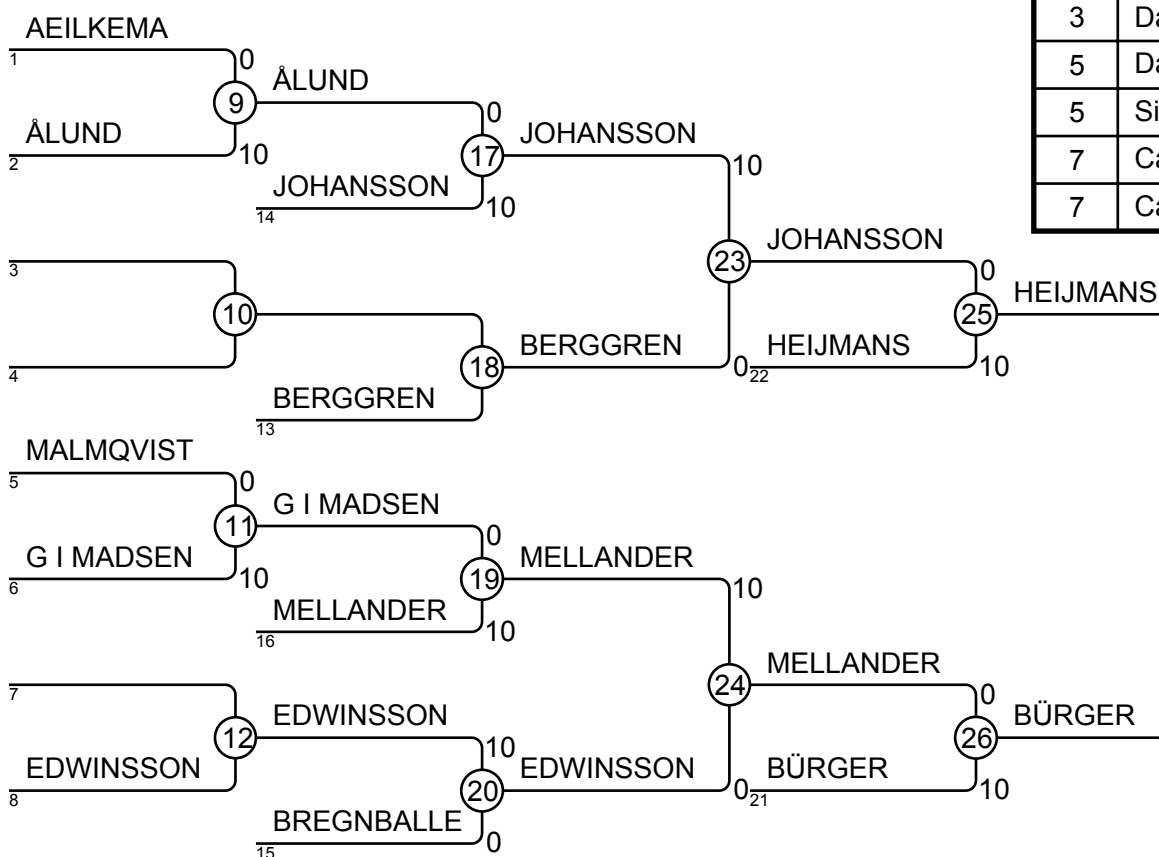 AEILKEMA
1
0
9
ÅLUND
ÅLUND
2
10
0
17
JOHANSSON
JOHANSSON
14
10
10
3
10
4
23
JOHANSSON
0
25
HEIJMANS
18
BERGGREN
0
HEIJMANS
22
10
BERGGREN
13
MALMQVIST
5
0
11
G I MADSEN
G I MADSEN
6
10
0
19
MELLANDER
MELLANDER
16
10
10
7
12
EDWINSSON
EDWINSSON
8
10
20
EDWINSSON
0
24
MELLANDER
0
26
BÜRGER
BÜRGER
21
10
BREGNBALLE
15
0
3
5
5
7
7